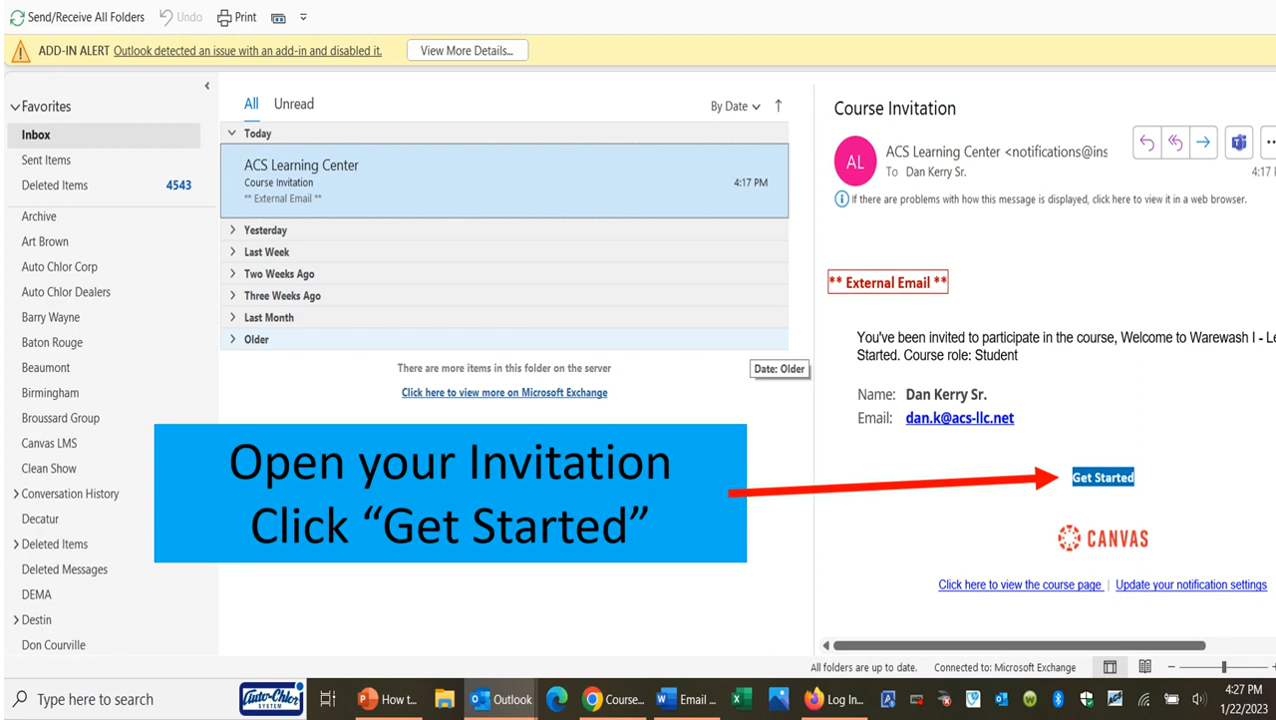 Send/Receive All Folders Undo Print
ADD-IN ALERT Outlook detected an issue with an add-in and disabled it. View More Details...
Favorites
Inbox
Sent Items
Deleted Items 4543
Archive
Art Brown
Auto Chlor Corp
Auto Chlor Dealers
Barry Wayne
Baton Rouge
Beaumont
Birmingham
Broussard Group
Canvas LMS
Clean Show
Conversation History
Decatur
Deleted Items
Deleted Messages
DEMA
Destin
Don Courville
All Unread By Date
Today
ACS Learning Center
Course Invitation 4:17 PM
** External Email **
Yesterday
Last Week
Two Weeks Ago
Three Weeks Ago
Last Month
Older
There are more items in this folder on the server
Date: Older
Click here to view more on Microsoft Exchange
Open your Invitation
Click “Get Started”
Course Invitation
AL
ACS Learning Center <notifications@ins
To Dan Kerry Sr. 4:17 P
If there are problems with how this message is displayed, click here to view it in a web browser.
** External Email **
You've been invited to participate in the course, Welcome to Warewash I - Le
Started. Course role: Student
Name: Dan Kerry Sr.
Email: dan.k@acs-llc.net
Get Started
CANVAS
Click here to view the course page | Update your notification settings
All folders are up to date. Connected to: Microsoft Exchange
Type here to search
Auto-Chlor
SYSTEM
How t... Outlook Course... Email ... Log In...
4:27 PM
1/22/2023